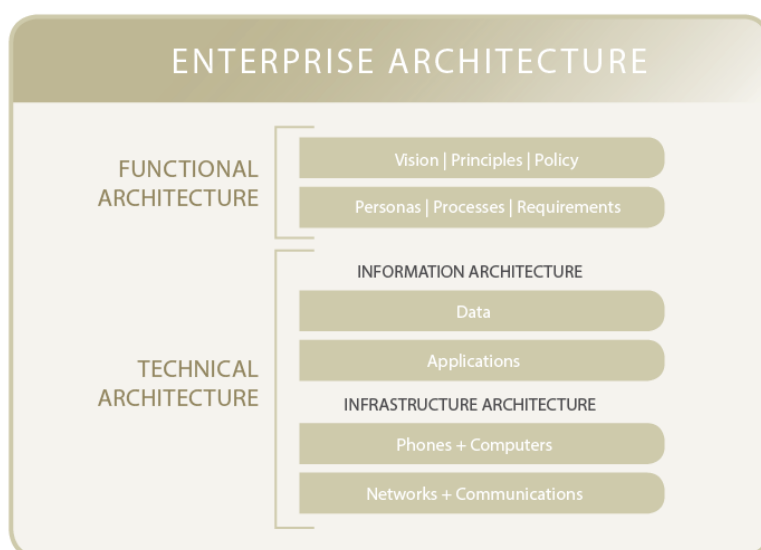 ENTERPRISE ARCHITECTURE
FUNCTIONAL
ARCHITECTURE
Vision | Principles | Policy
Personas | Processes | Requirements
TECHNICAL
ARCHITECTURE
INFORMATION ARCHITECTURE
Data
Applications
INFRASTRUCTURE ARCHITECTURE
Phones + Computers
Networks + Communications